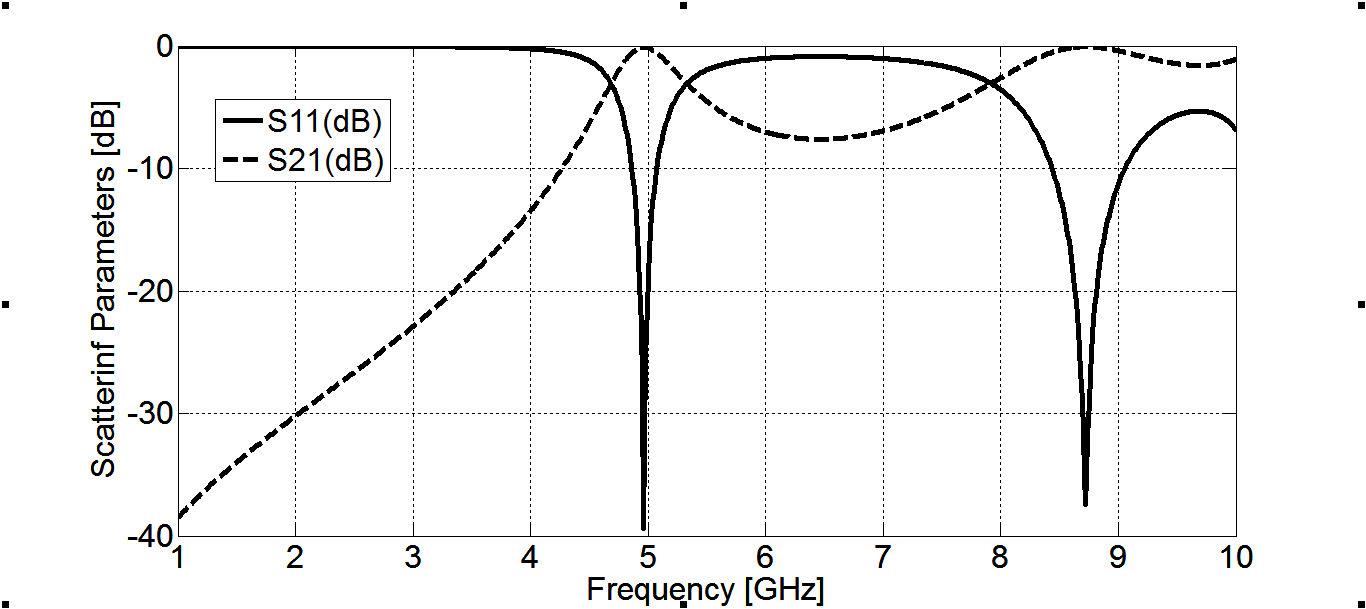 0
-10
-20
-30
-40
Scatterinf Parameters [dB]
S11(dB)
S21(dB)
1 2 3 4 5 6 7 8 9 10
Frequency [GHz]